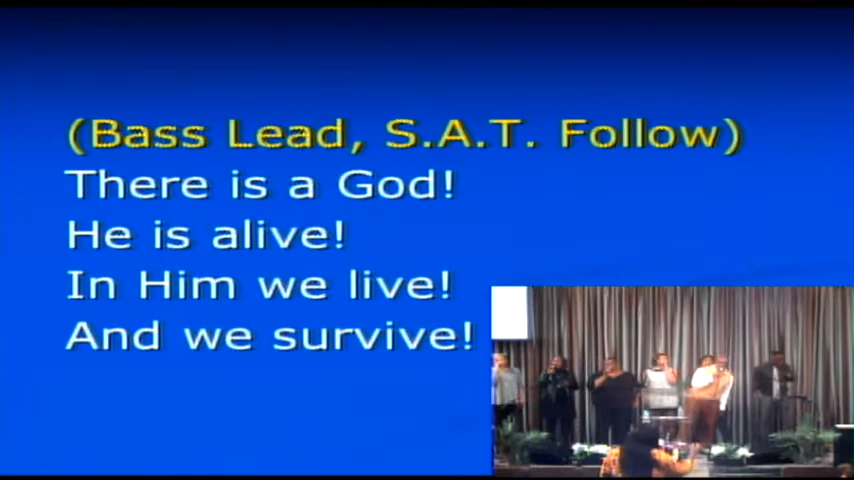 (Bass Lead, S.A.T. Follow)
There is a God!
He is alive!
In Him we live!
And we survive!